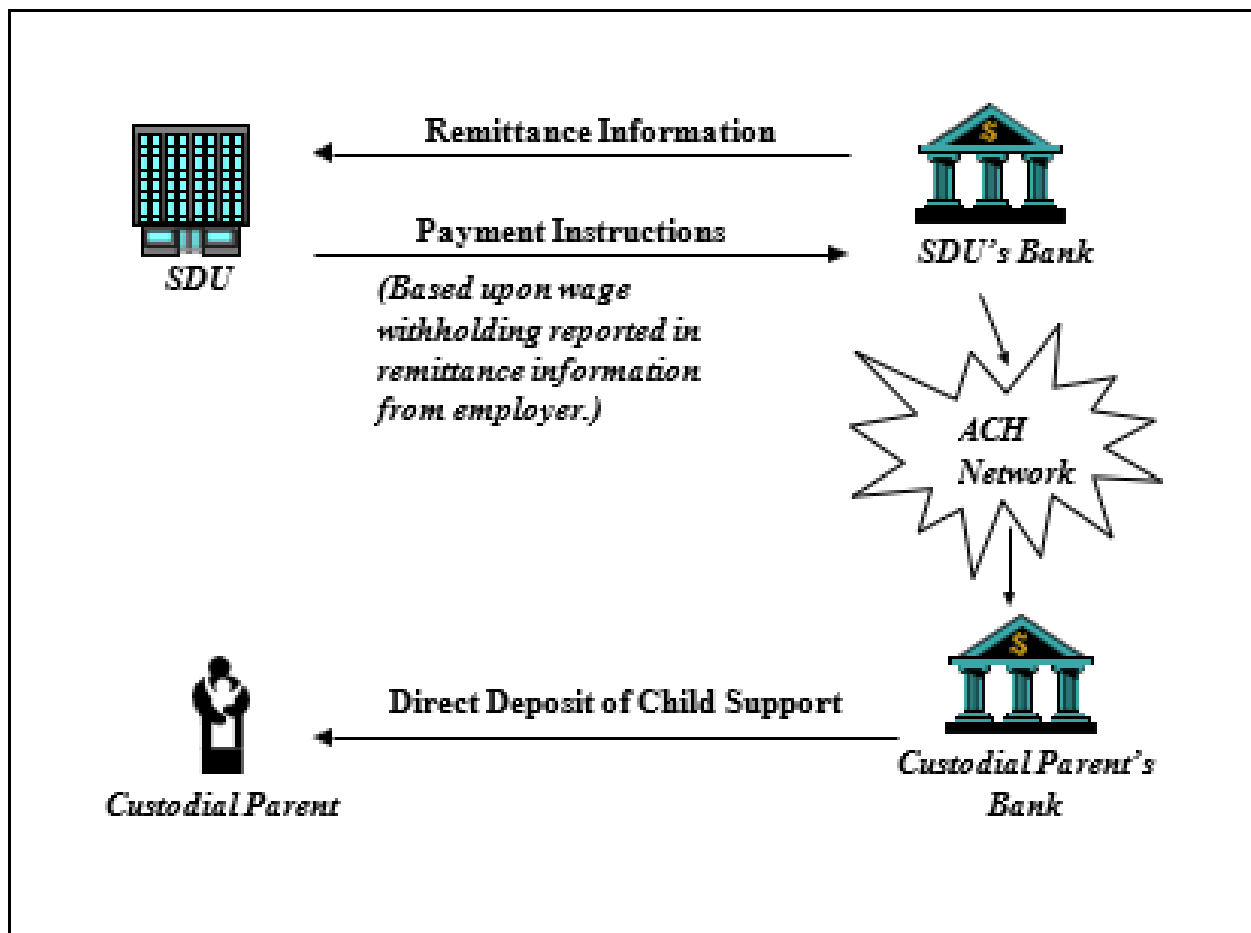 Remittance Information
SDU
SDU's Bank
Payment Instructions
(Based upon wage
withholding reported in
remittance information
from employer.)
ACH
Network
Direct Deposit of Child Support
Custodial Parent
Custodial Parent's
Bank
$
$